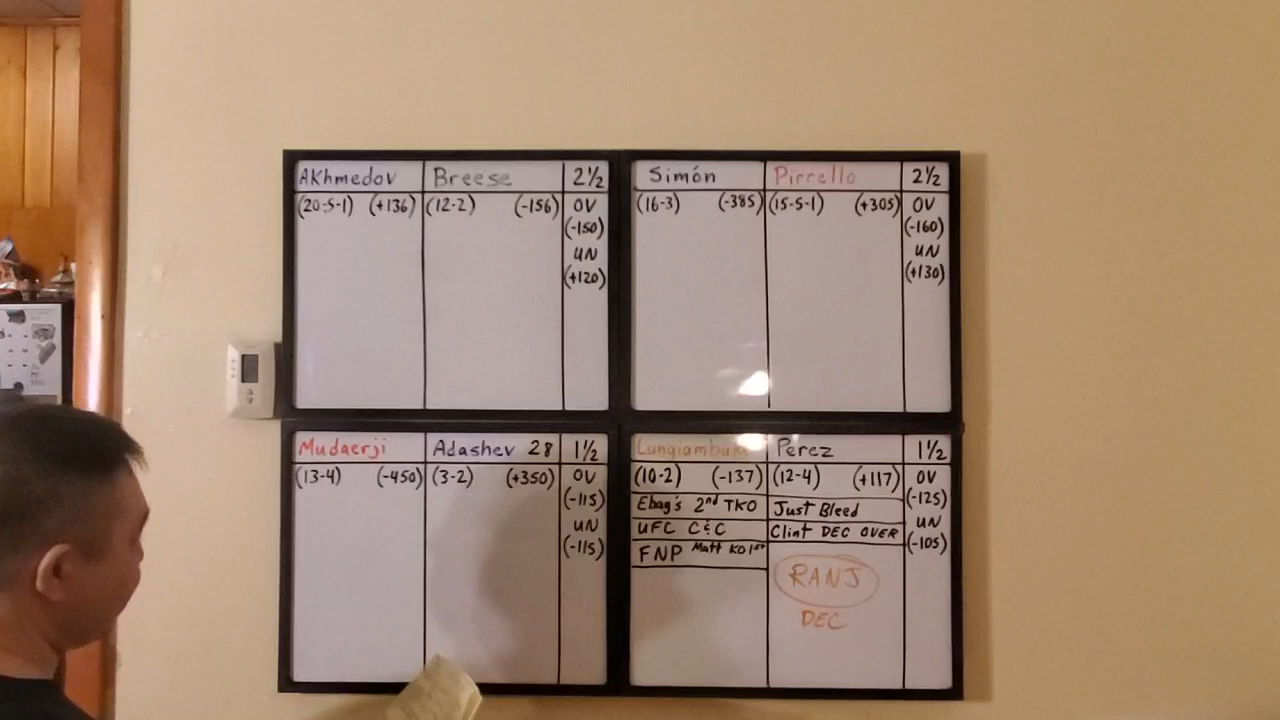 Akhmedov Breese 2½
(20-5-1) (+136) (12-2) (-156) OV
(-150)
UN
(+120)
Simón Pirrello 2½
(16-3) (-385) (15-5-1) (+305) OV
(-160)
UN
(+130)
Mudaerji Adashev 28 1½
(13-4) (-450) (3-2) (+350) OV
(-115)
UN
(-115)
Lungiambula Perez 1½
(10-2) (-137) (12-4) (+117) OV
(-125)
UN
(-105)
Ebag's 2nd TKO Just Bleed
UFC C&C Clint DEC OVER
FNP Matt KO 1st
RANJ
DEC